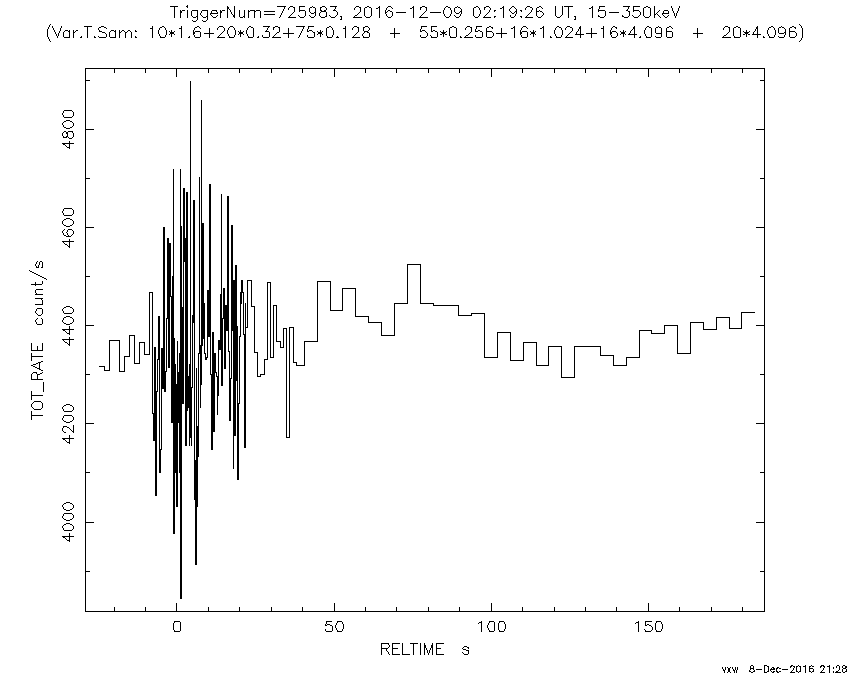 TriggerNum=725983, 2016-12-09 02:19:26 UT, 15-350keV
(Var.T.Sam: 10*1.6+20*0.32+75*0.128 + 55*0.256+16*1.024+16*4.096 + 20*4.096)
4800
4600
4400
4200
4000
TOT_RATE count/s
0 50 100 150
RELTIME s
vxw 8-Dec-2016 21:28